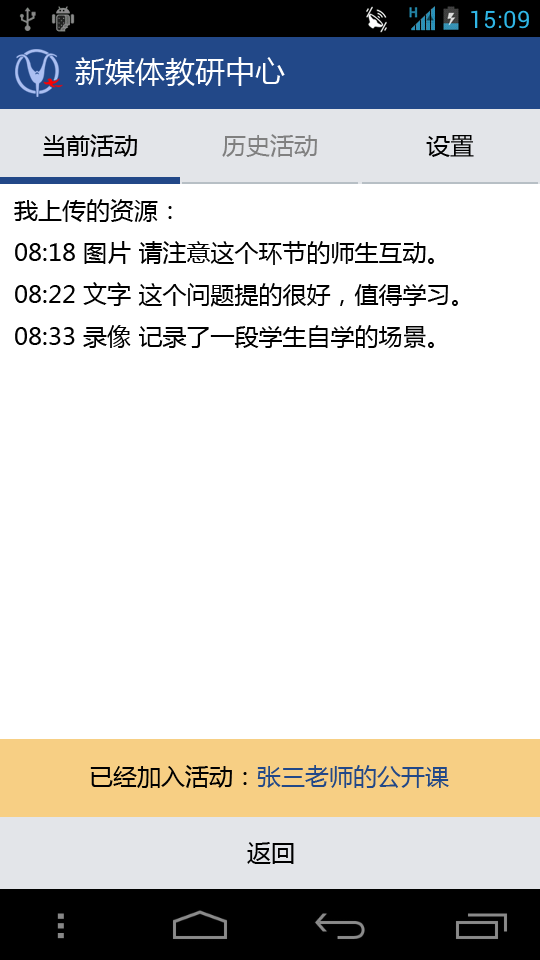 H
15:09
新媒体教研中心
当前活动
历史活动
设置
我上传的资源：
08:18 图片 请注意这个环节的师生互动。
08:22 文字 这个问题提的很好，值得学习。
08:33 录像 记录了一段学生自学的场景。
已经加入活动：张三老师的公开课
返回